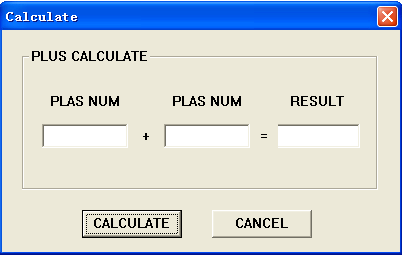 Calculate
PLUS CALCULATE
PLAS NUM PLAS NUM RESULT
+ =
CALCULATE CANCEL